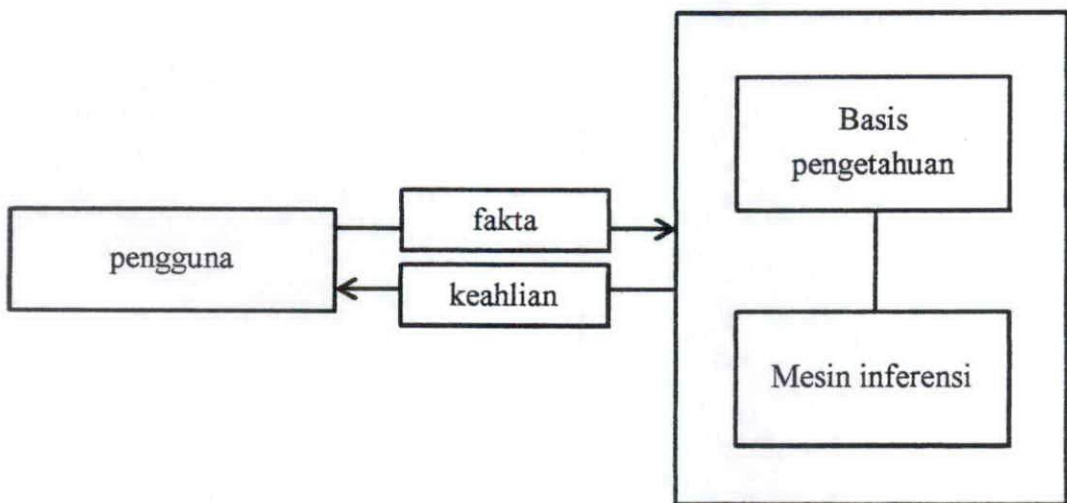 Basis
pengetahuan
fakta
pengguna
keahlian
Mesin inferensi